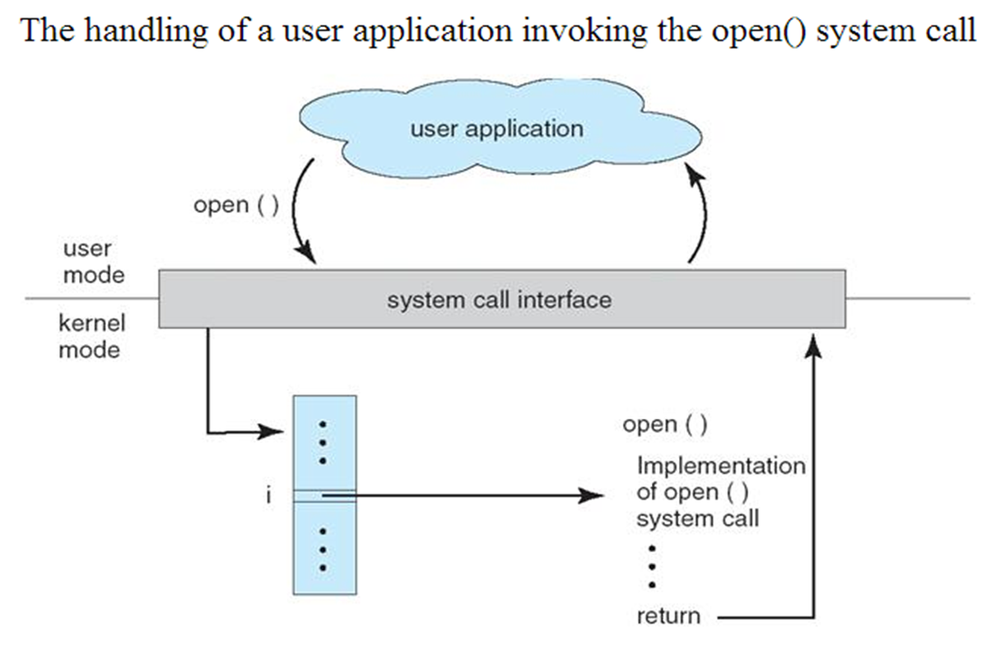 The handling of a user application invoking the open() system call
user application
open ( )
user
mode
system call interface
kernel
mode
i
open ( )
Implementation
of open ( )
system call
return